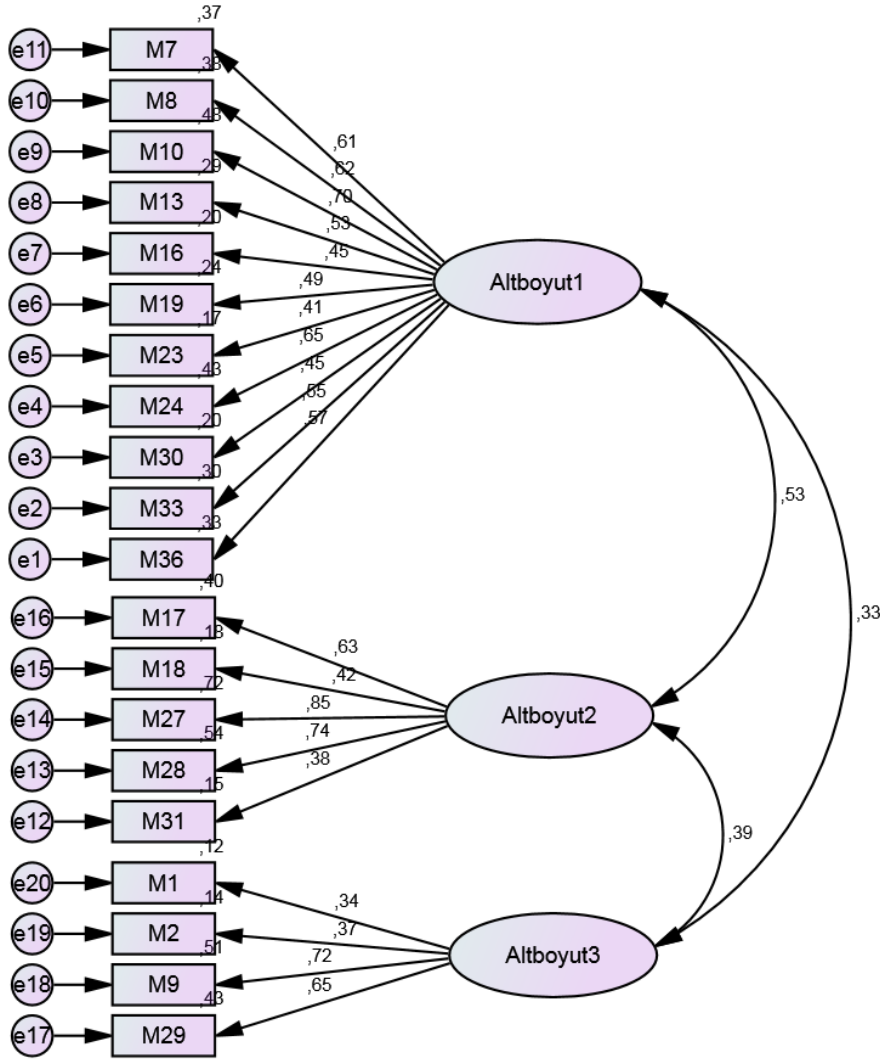 ,37
e11 M7
,38
e10 M8
,48
e9 M10
,29
e8 M13
,20
e7 M16
,24
e6 M19
,17
e5 M23
,43
e4 M24
,20
e3 M30
,30
e2 M33
,33
e1 M36
,61
,62
,70
,53
,45
,49
,41
,65
,45
,55
,57
Altboyut1
,40
e16 M17
,18
e15 M18
,72
e14 M27
,54
e13 M28
,15
e12 M31
,63
,42
,85
,74
,38
Altboyut2
,12
e20 M1
,14
e19 M2
,51
e18 M9
,43
e17 M29
,34
,37
,72
,65
Altboyut3
,53
,33
,39